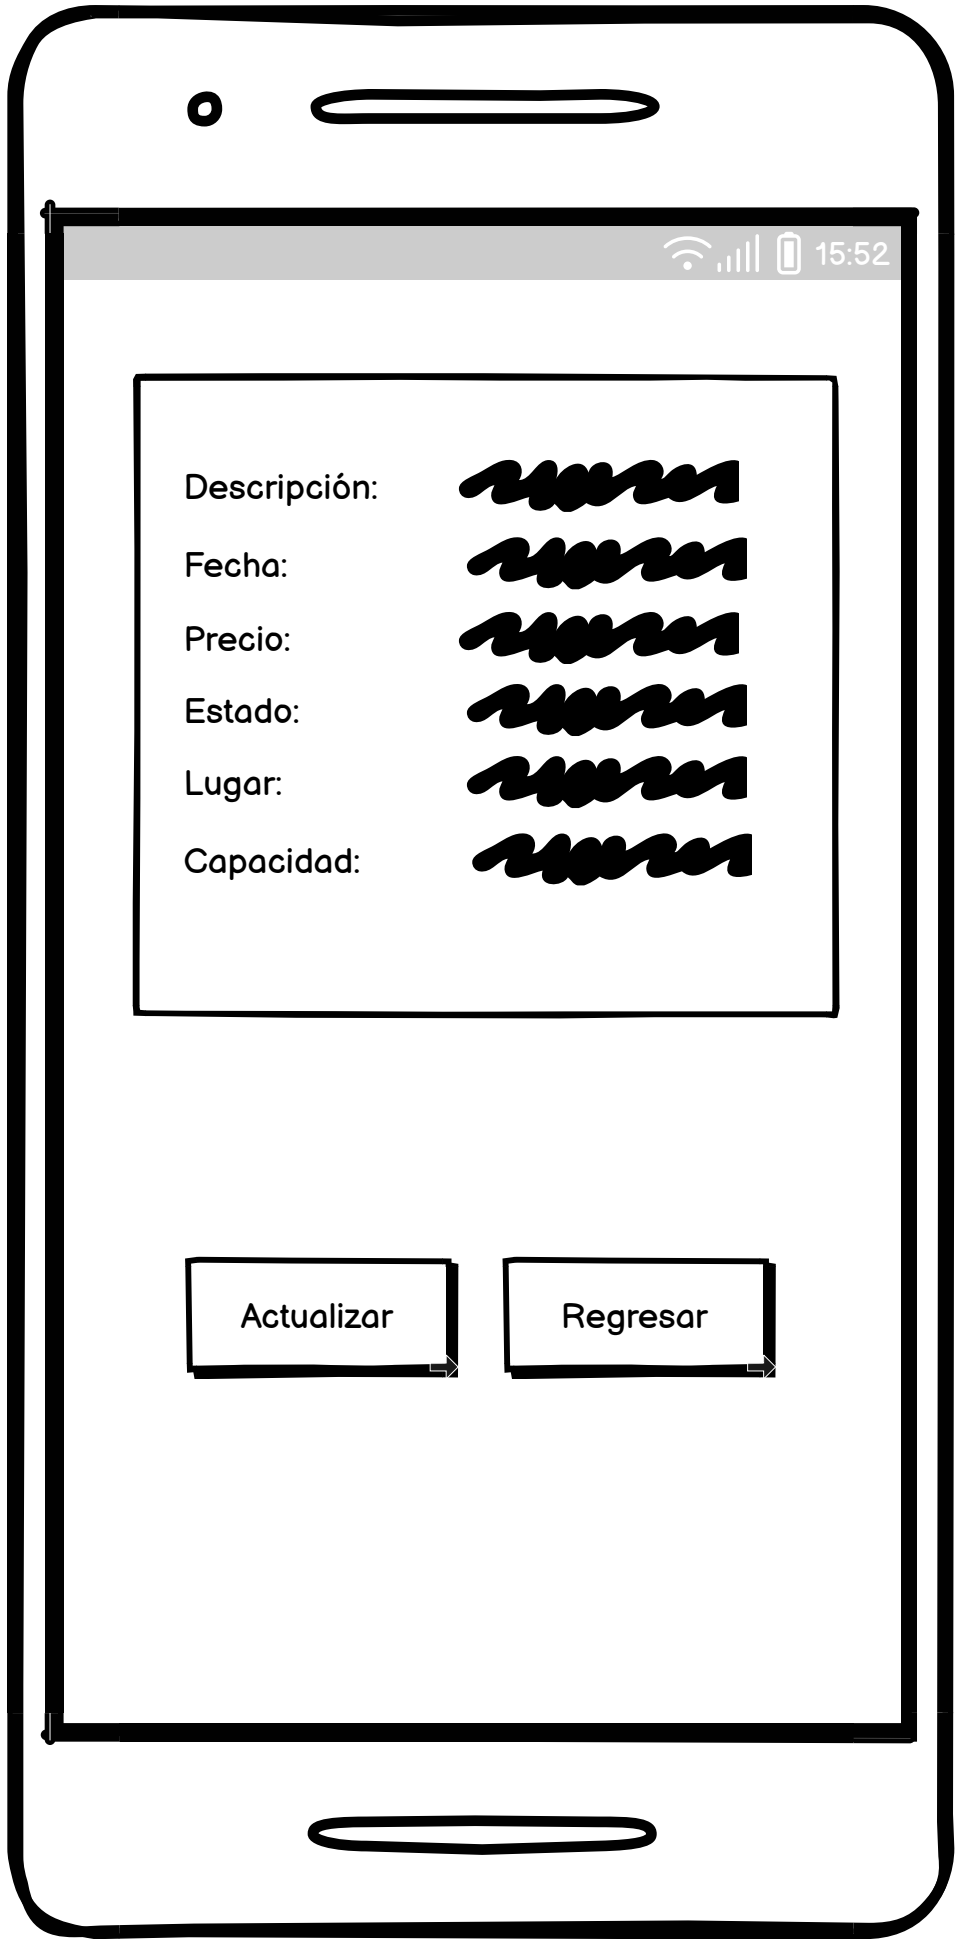 15:52
Descripción:
Fecha:
Precio:
Estado:
Lugar:
Capacidad:
Actualizar
Regresar